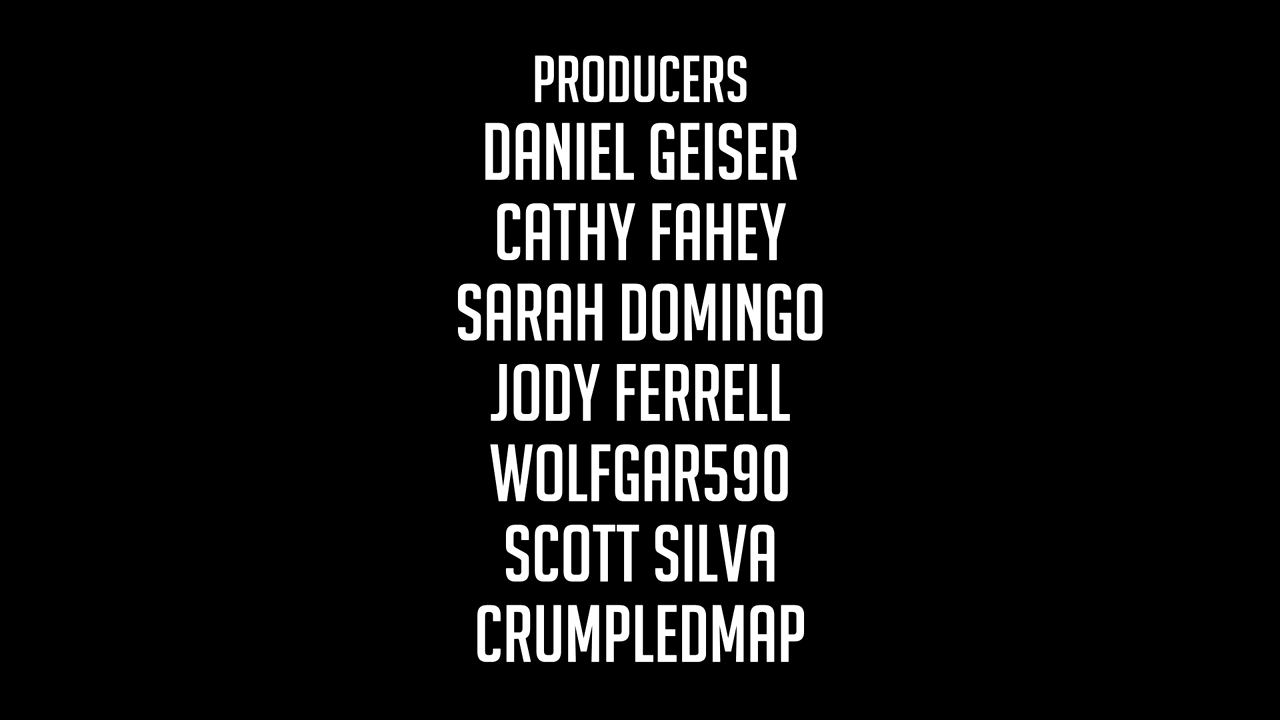 PRODUCERS
DANIEL GEISER
CATHY FAHEY
SARAH DOMINGO
JODY FERRELL
WOLFGAR590
SCOTT SILVA
CRUMPLEDMAP